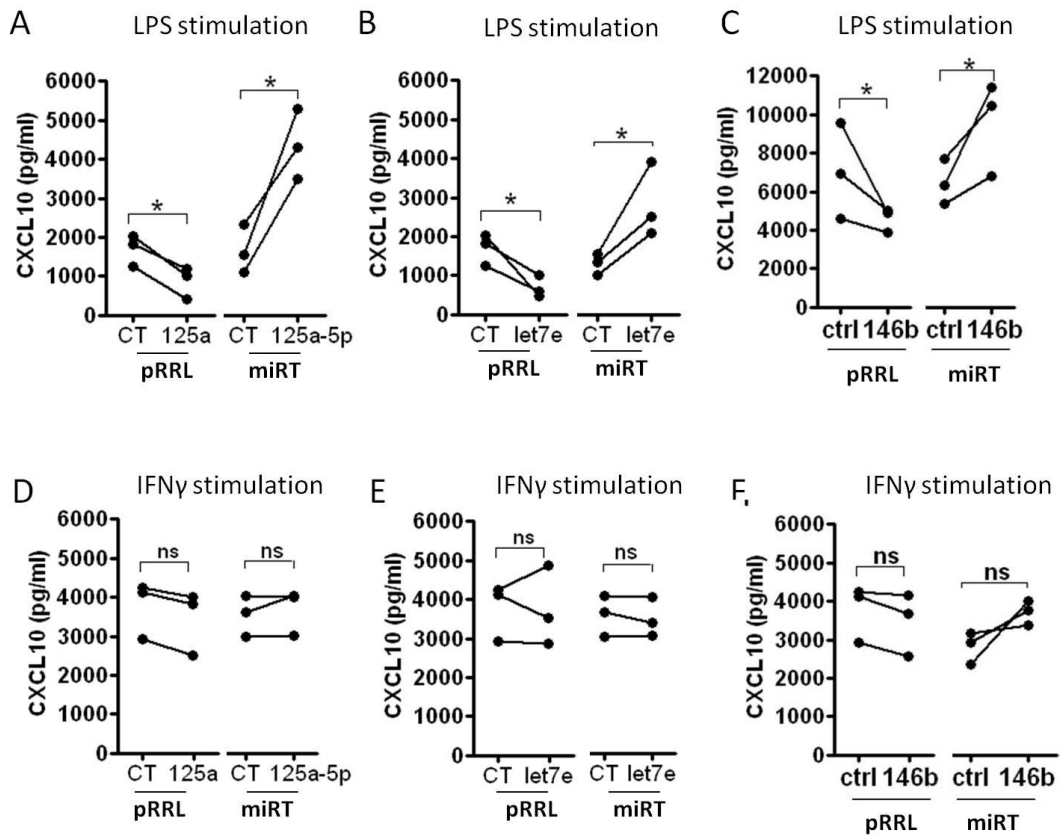 A
LPS stimulation
CXCL10 (pg/ml)
6000
5000
4000
3000
2000
1000
0
*
*
CT 125a
CT 125a-5p
pRRL
miRT
B
LPS stimulation
CXCL10 (pg/ml)
6000
5000
4000
3000
2000
1000
0
*
*
CT let7e
CT let7e
pRRL
miRT
C
LPS stimulation
CXCL10 (pg/ml)
12000
10000
8000
6000
4000
2000
0
*
*
ctrl 146b
ctrl 146b
pRRL
miRT
D
IFNγ stimulation
CXCL10 (pg/ml)
6000
5000
4000
3000
2000
1000
0
ns
ns
CT 125a
CT 125a-5p
pRRL
miRT
E
IFNγ stimulation
CXCL10 (pg/ml)
6000
5000
4000
3000
2000
1000
0
ns
ns
CT let7e
CT let7e
pRRL
miRT
F
IFNγ stimulation
CXCL10 (pg/ml)
6000
5000
4000
3000
2000
1000
0
ns
ns
ctrl 146b
ctrl 146b
pRRL
miRT